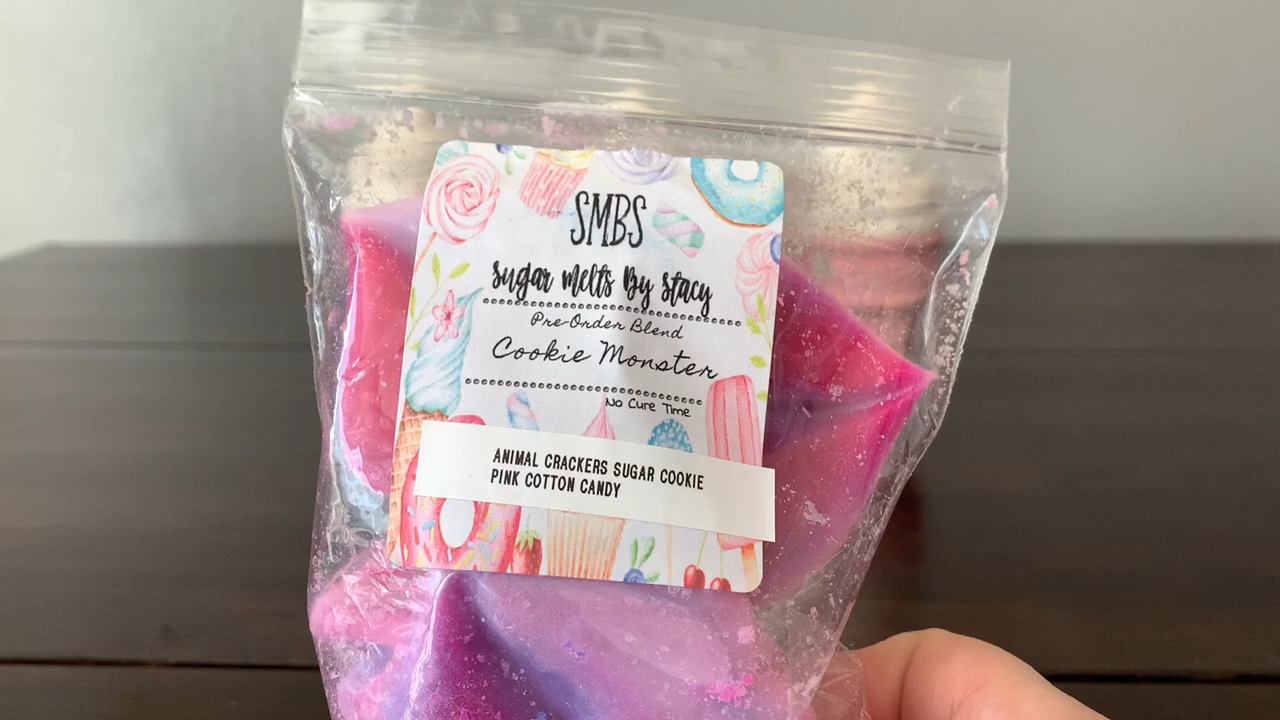 SMBS
Sugar Melts By Stacy
Pre-Order Blend
Cookie Monster
No Cure Time
ANIMAL CRACKERS SUGAR COOKIE
PINK COTTON CANDY